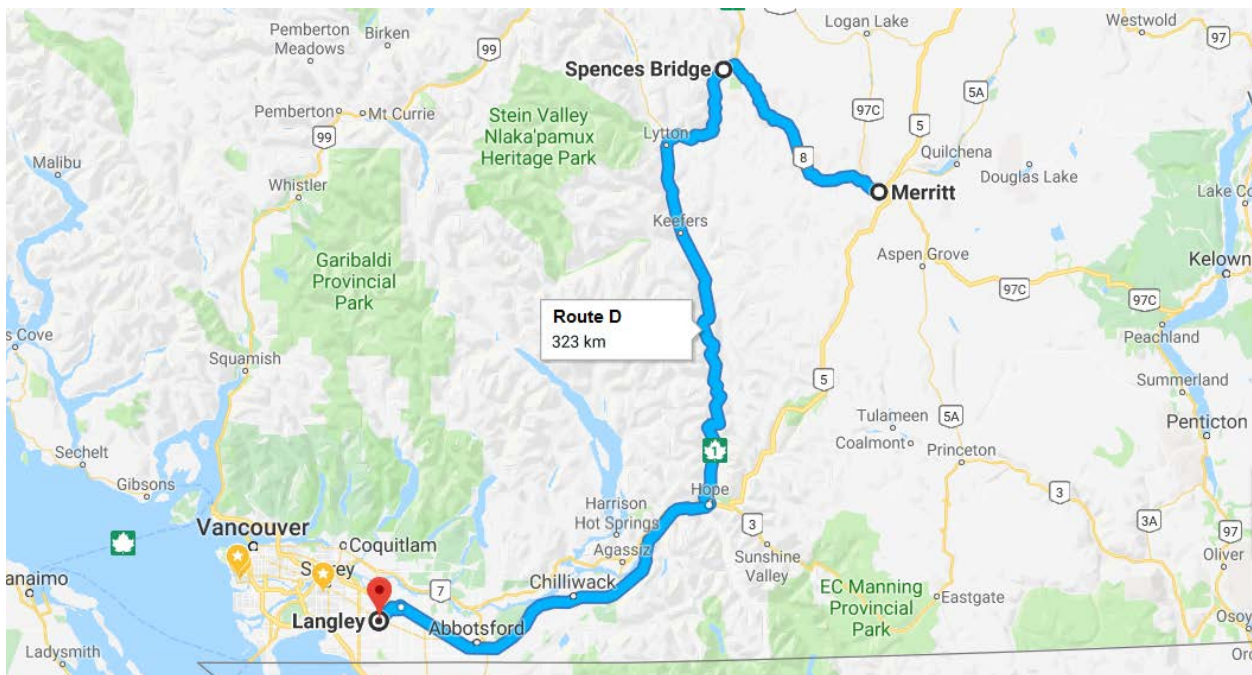 Pemberton
Meadows
Birken
99
Logan Lake
Westwold
97
Spences Bridge
Pemberton
Mt Currie
99
Stein Valley
Nlaka'pamux
Heritage Park
Lytton
97C
5
5A
Quilchena
Douglas Lake
8
Merritt
Malibu
Whistler
Lake Co
Keefers
Aspen Grove
Kelown
Garibaldi
Provincial
Park
97C
Route D
323 km
Peachland
s Cove
Squamish
5
Summerland
Tulameen
Coalmont
5A
Princeton
Penticton
Sechelt
Gibsons
1
Hope
Harrison
Hot Springs
Agassiz
3
3
3A
97
Vancouver
Coquitlam
Sunshine
Valley
Oliver
anaimo
S
rey
7
Chilliwack
EC Manning
Provincial
Park
Eastgate
Langley
Abbotsford
Osoy
Ladysmith
Or